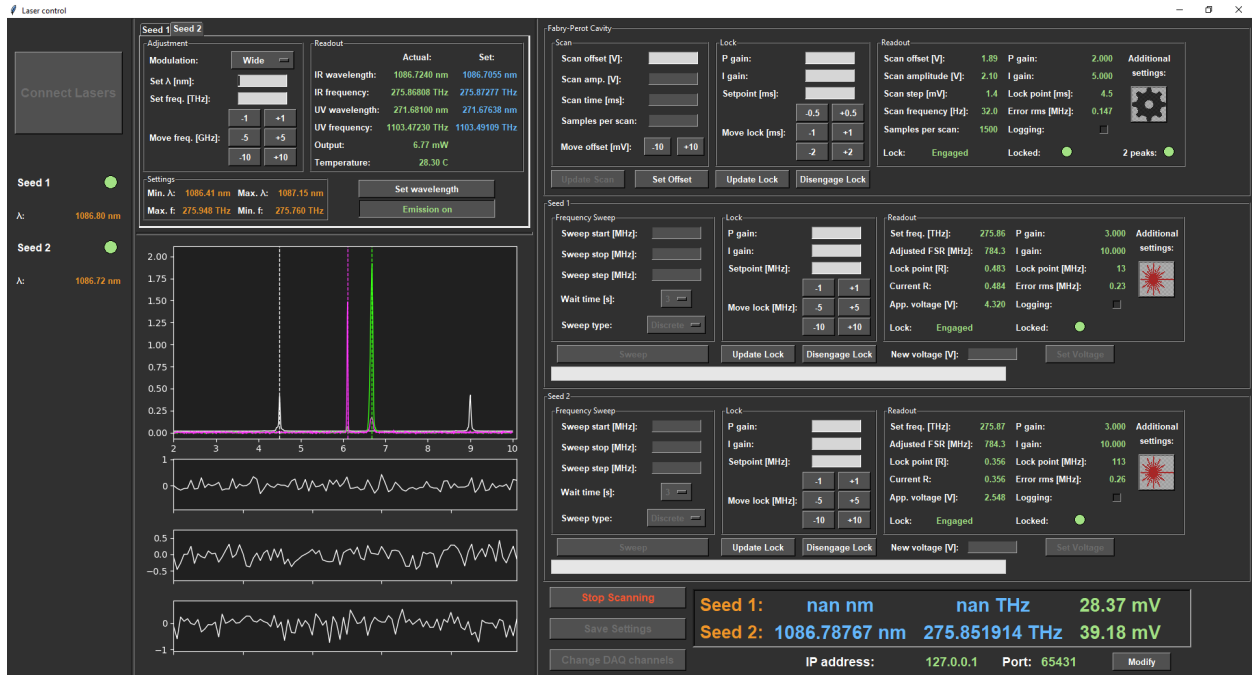 Laser control
Connect Lasers
Seed 1
λ: 1086.80 nm
Seed 2
λ: 1086.72 nm
Seed 1 Seed 2
Adjustment
Modulation: Wide
Set λ [nm]:
Set freq. [THz]:
-1 +1
Move freq. [GHz]: -5 +5
-10 +10
Readout
Actual: Set:
IR wavelength: 1086.7240 nm 1086.7055 nm
IR frequency: 275.86808 THz 275.87277 THz
UV wavelength: 271.68100 nm 271.67638 nm
UV frequency: 1103.47230 THz 1103.49109 THz
Output: 6.77 mW
Temperature: 28.30 C
Settings
Min. λ: 1086.41 nm Max. λ: 1087.15 nm
Max. f: 275.948 THz Min. f: 275.760 THz
Set wavelength
Emission on
2.00
1.75
1.50
1.25
1.00
0.75
0.50
0.25
0.00
2 3 4 5 6 7 8 9 10
1
0
0.5
0.0
−0.5
0
−1
Fabry-Perot Cavity
Scan
Scan offset [V]:
Scan amp. [V]:
Scan time [ms]:
Samples per scan:
Move offset [mV]: -10 +10
Update Scan Set Offset
Lock
P gain:
I gain:
Setpoint [ms]:
-0.5 +0.5
Move lock [ms]: -1 +1
-2 +2
Update Lock Disengage Lock
Readout
Scan offset [V]: 1.89 P gain: 2.000 Additional
Scan amplitude [V]: 2.10 I gain: 5.000 settings:
Scan step [mV]: 1.4 Lock point [ms]: 4.5
Scan frequency [Hz]: 32.0 Error rms [MHz]: 0.147
Samples per scan: 1500 Logging:
Lock: Engaged Locked: 2 peaks:
Seed 1
Frequency Sweep
Sweep start [MHz]:
Sweep stop [MHz]:
Sweep step [MHz]:
Wait time [s]: 3
Sweep type: Discrete
Sweep
Lock
P gain:
I gain:
Setpoint [MHz]:
-1 +1
Move lock [MHz]: -5 +5
-10 +10
Update Lock Disengage Lock
Readout
Set freq. [THz]: 275.86 P gain: 3.000 Additional
Adjusted FSR [MHz]: 784.3 I gain: 10.000 settings:
Lock point [R]: 0.483 Lock point [MHz]: 13
Current R: 0.484 Error rms [MHz]: 0.23
App. voltage [V]: 4.320 Logging:
Lock: Engaged Locked:
New voltage [V]: Set Voltage
Seed 2
Frequency Sweep
Sweep start [MHz]:
Sweep stop [MHz]:
Sweep step [MHz]:
Wait time [s]: 3
Sweep type: Discrete
Sweep
Lock
P gain:
I gain:
Setpoint [MHz]:
-1 +1
Move lock [MHz]: -5 +5
-10 +10
Update Lock Disengage Lock
Readout
Set freq. [THz]: 275.87 P gain: 3.000 Additional
Adjusted FSR [MHz]: 784.3 I gain: 10.000 settings:
Lock point [R]: 0.356 Lock point [MHz]: 113
Current R: 0.356 Error rms [MHz]: 0.26
App. voltage [V]: 2.548 Logging:
Lock: Engaged Locked:
New voltage [V]: Set Voltage
Stop Scanning
Save Settings
Change DAQ channels
Seed 1: nan nm nan THz 28.37 mV
Seed 2: 1086.78767 nm 275.851914 THz 39.18 mV
IP address: 127.0.0.1 Port: 65431 Modify